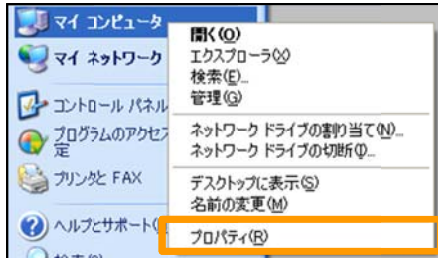 マイ コンピュータ
マイ ネットワーク
コントロール パネル
プログラムのアクセス
定
プリンタと FAX
ヘルプとサポート(
開く(O)
エクスプローラ(X)
検索(E)...
管理(G)
ネットワーク ドライブの割り当て(N)...
ネットワーク ドライブの切断(I)...
デスクトップに表示(S)
名前の変更(M)
プロパティ(R)